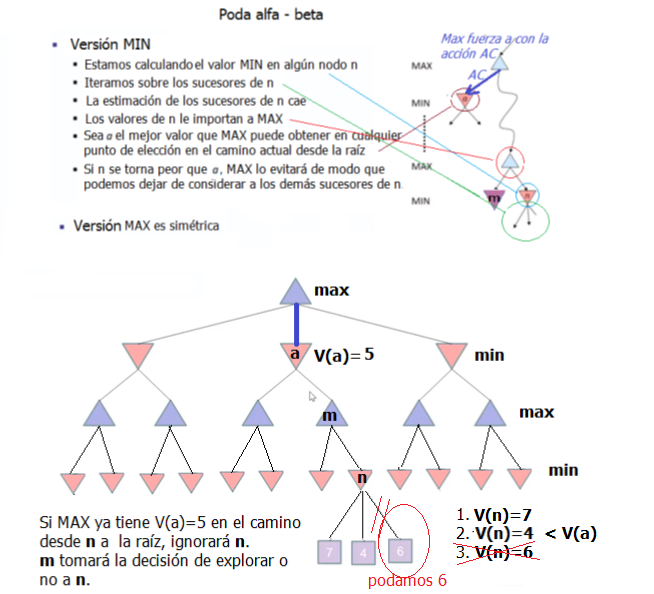 Poda alfa - beta
▪ Versión MIN
▪ Estamos calculando el valor MIN en algún nodo n
▪ Iteramos sobre los sucesores de n
▪ La estimación de los sucesores de n cae
▪ Los valores de n le importan a MAX
▪ Sea a el mejor valor que MAX puede obtener en cualquier
punto de elección en el camino actual desde la raíz
▪ Si n se torna peor que a, MAX lo evitará de modo que
podemos dejar de considerar a los demás sucesores de n
▪ Versión MAX es simétrica
Max fuerza a con la
acción AC
MAX
AC
MIN
a
MAX
m
n
MIN
max
a
V(a)= 5
min
m
max
n
min
Si MAX ya tiene V(a)=5 en el camino
desde n a la raíz, ignorará n.
m tomará la decisión de explorar o
no a n.
7
4
6
podamos 6
1. V(n)=7
2. V(n)=4 < V(a)
3. V(n)=6